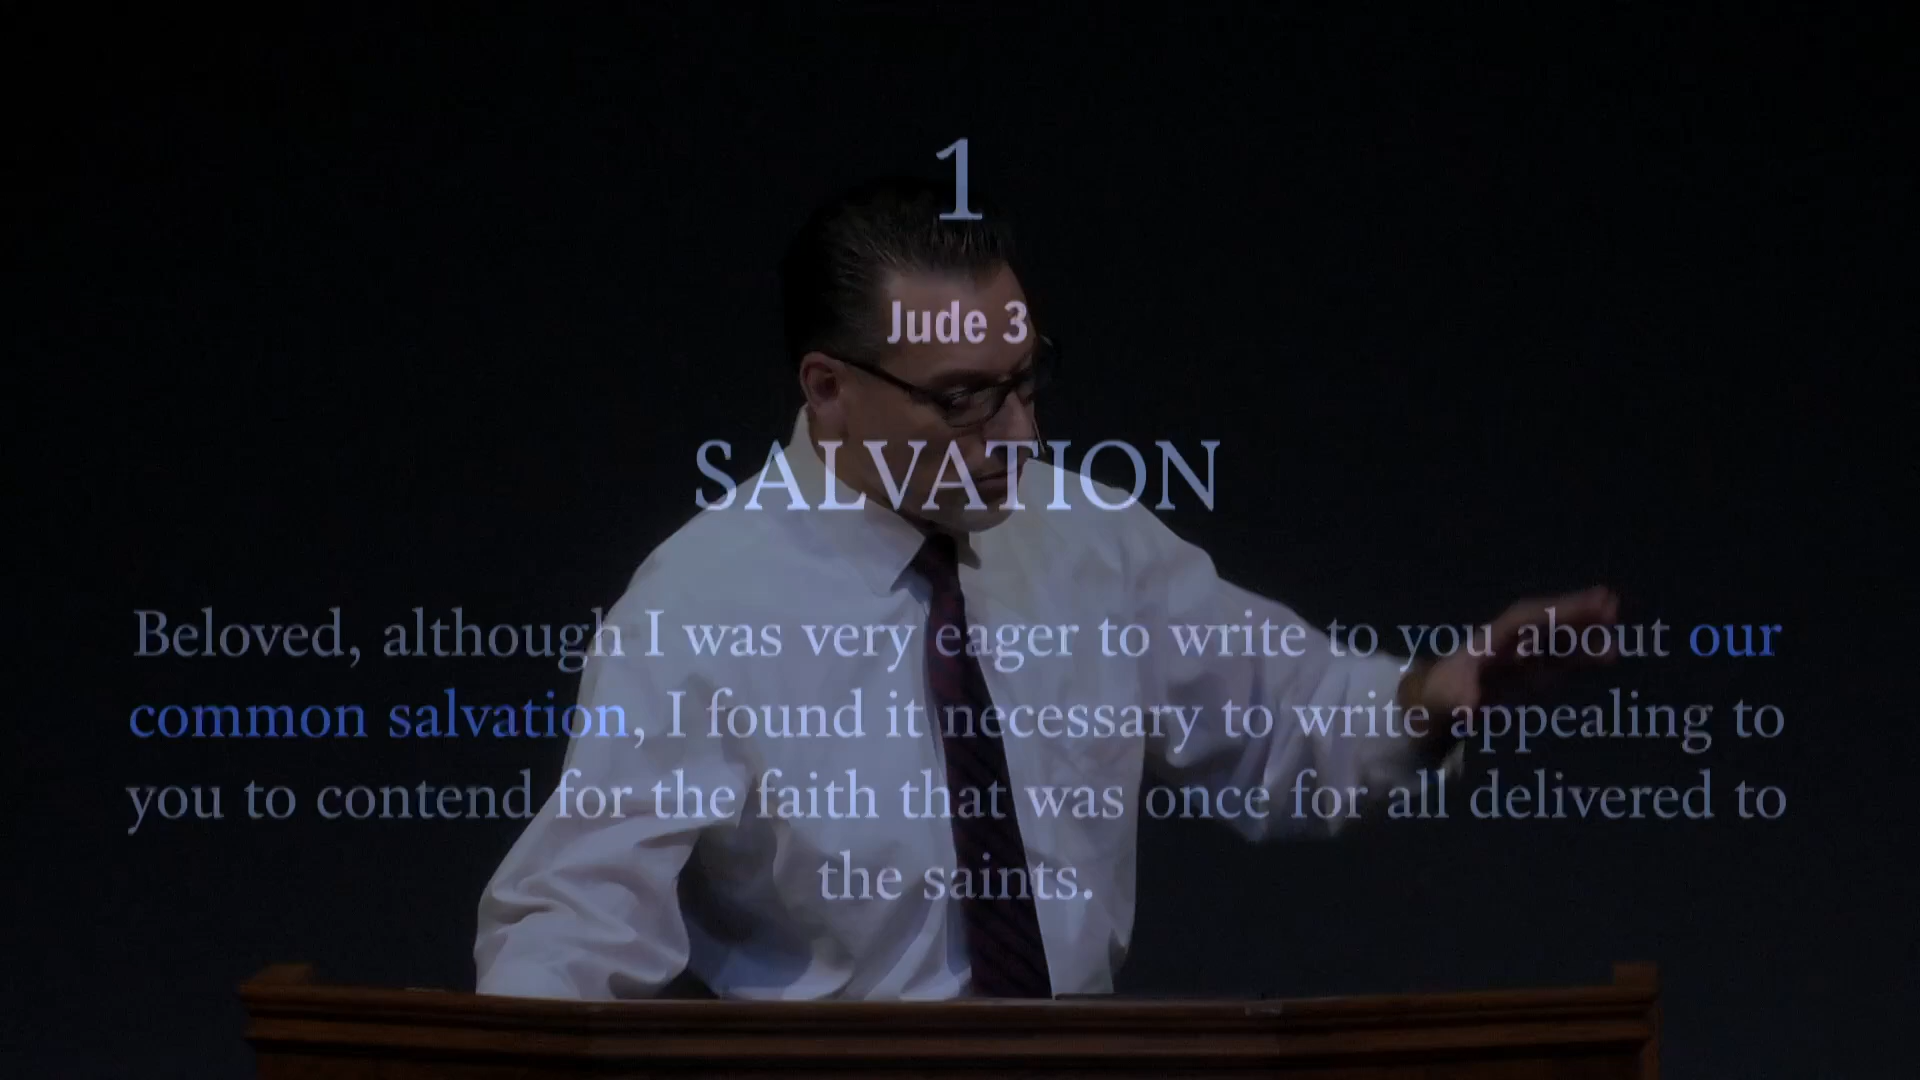 1
Jude 3
SALVATION
Beloved, although I was very eager to write to you about our
common salvation, I found it necessary to write appealing to
you to contend for the faith that was once for all delivered to
the saints.